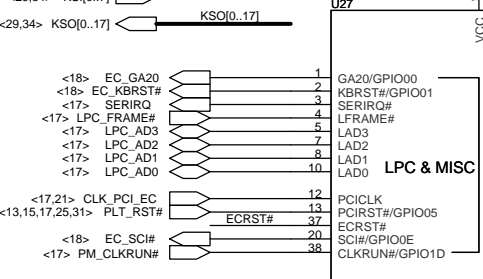 U27
KSO[0..17]
<29,34> KSO[0..17]
VCC
<18> EC_GA20 1 GA20/GPIO00
<18> EC_KBRST# 2 KBRST#/GPIO01
<17> SERIRQ 3 SERIRQ#
<17> LPC_FRAME# 4 LFRAME#
<17> LPC_AD3 5 LAD3
<17> LPC_AD2 7 LAD2
<17> LPC_AD1 8 LAD1
<17> LPC_AD0 10 LAD0
LPC & MISC
<17,21> CLK_PCI_EC 12 PCICLK
<13,15,17,25,31> PLT_RST# 13 PCIRST#/GPIO05
ECRST# 37 ECRST#
<18> EC_SCI# 20 SCI#/GPIO0E
<17> PM_CLKRUN# 38 CLKRUN#/GPIO1D